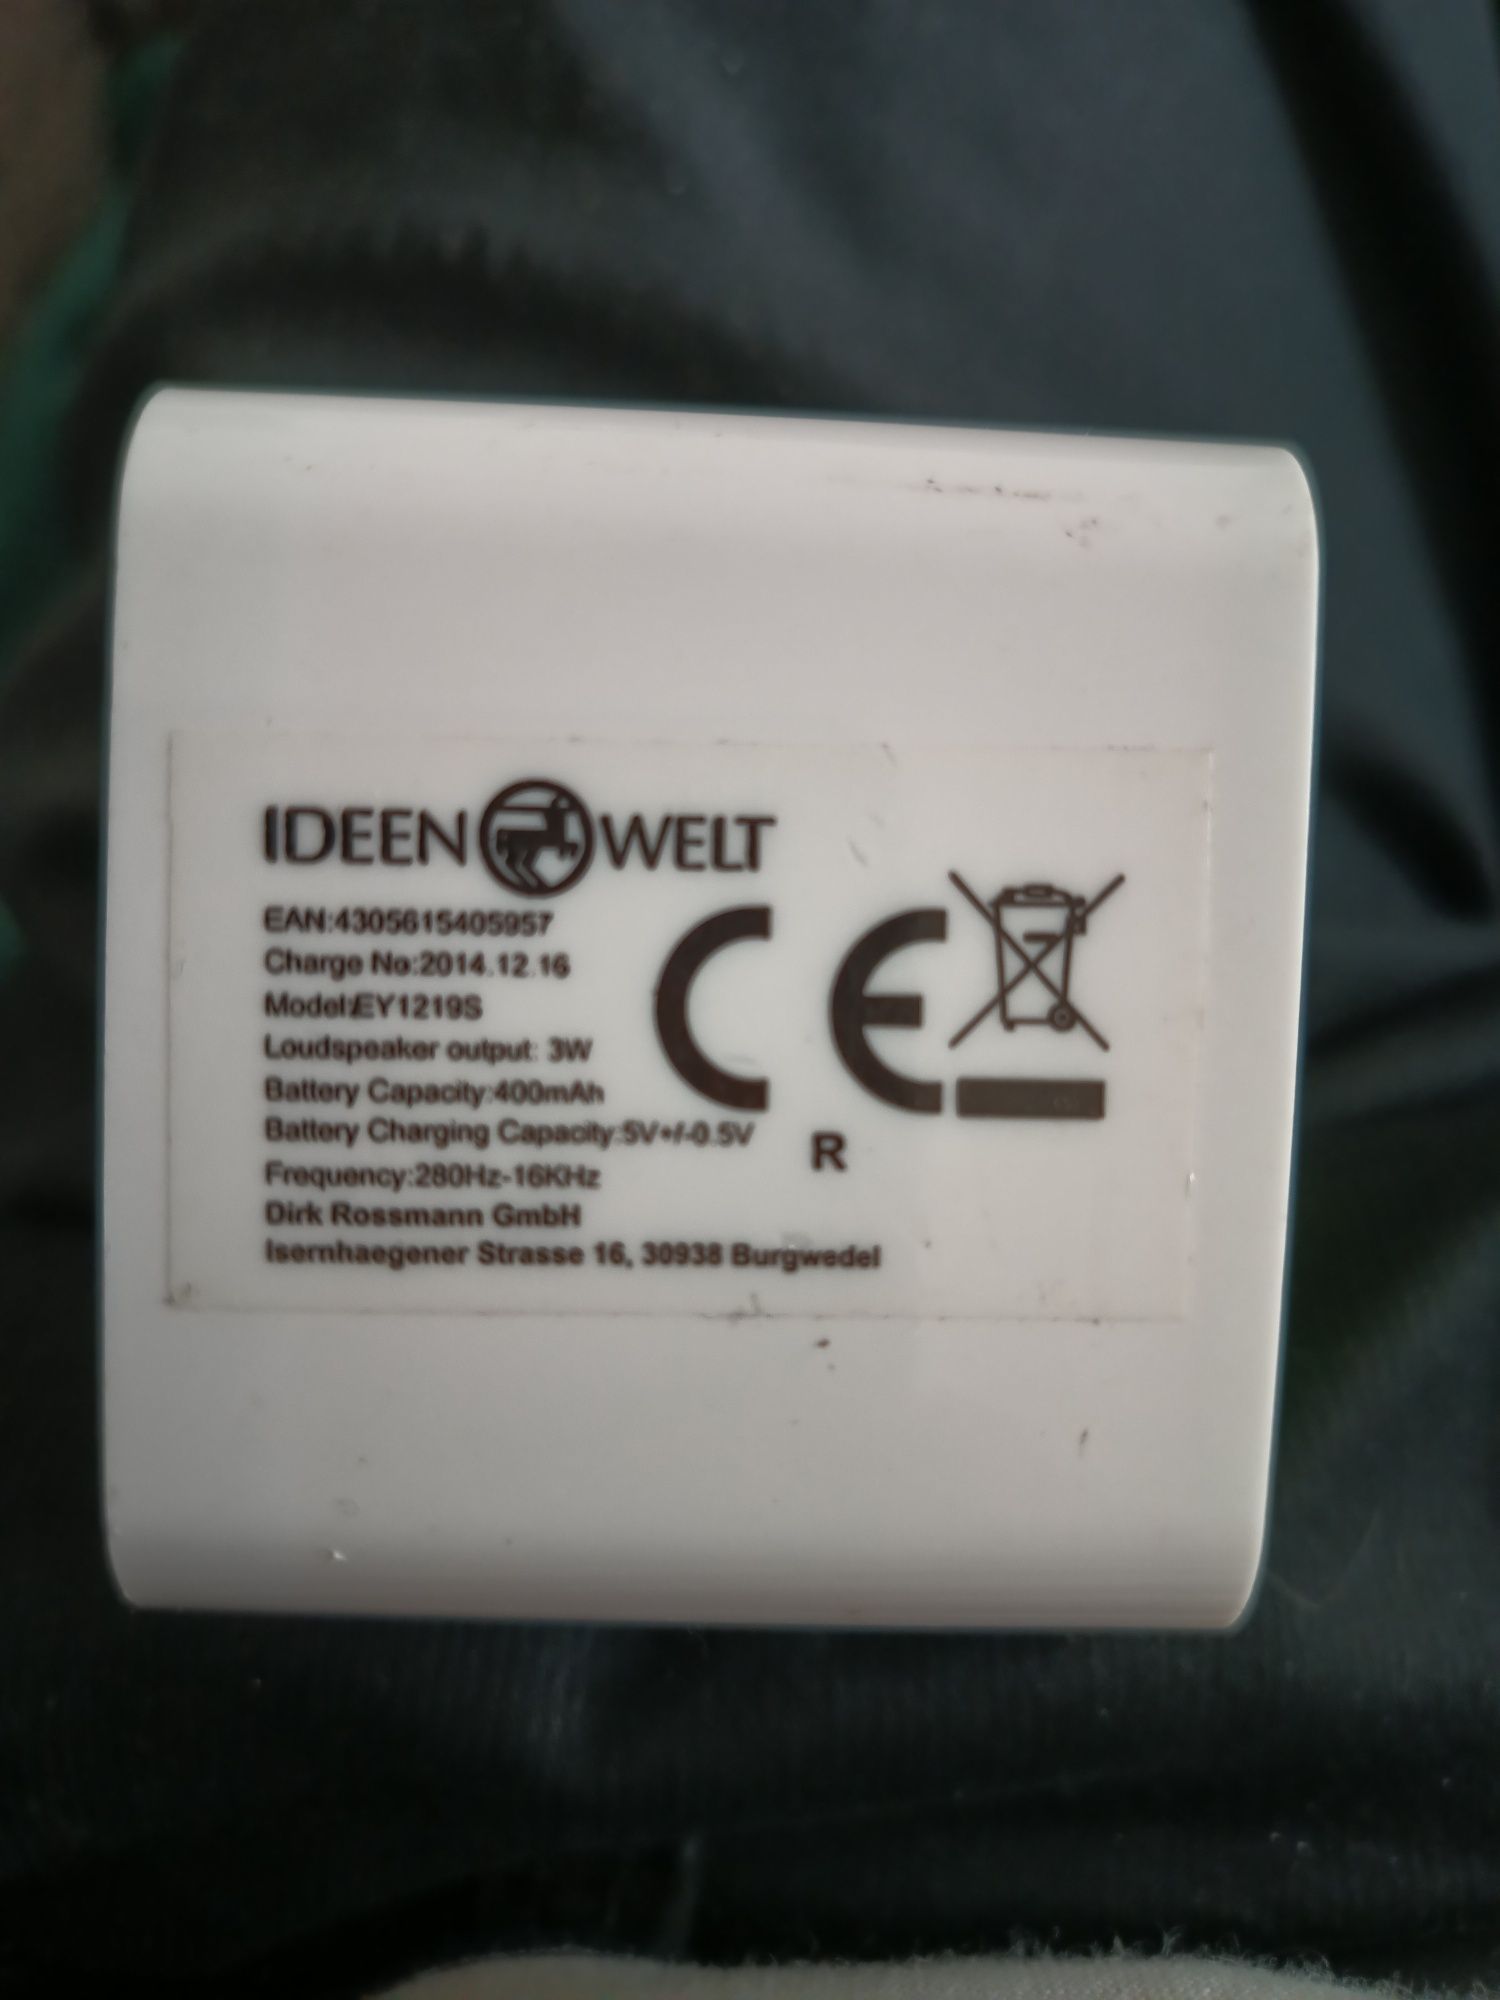 IDEEN WELT
EAN:4305615405957
Charge No:2014.12.16
Model:EY1219S
Loudspeaker output: 3W
Battery Capacity:400mAh
Battery Charging Capacity:5V+/-0.5V
Frequency:280Hz-16KHz
Dirk Rossmann GmbH
Isernhaegener Strasse 16, 30938 Burgwedel
CE
R